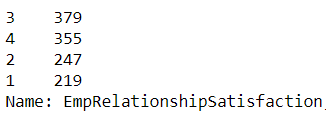 3    379
4    355
2    247
1    219
Name: EmpRelationshipSatisfaction,